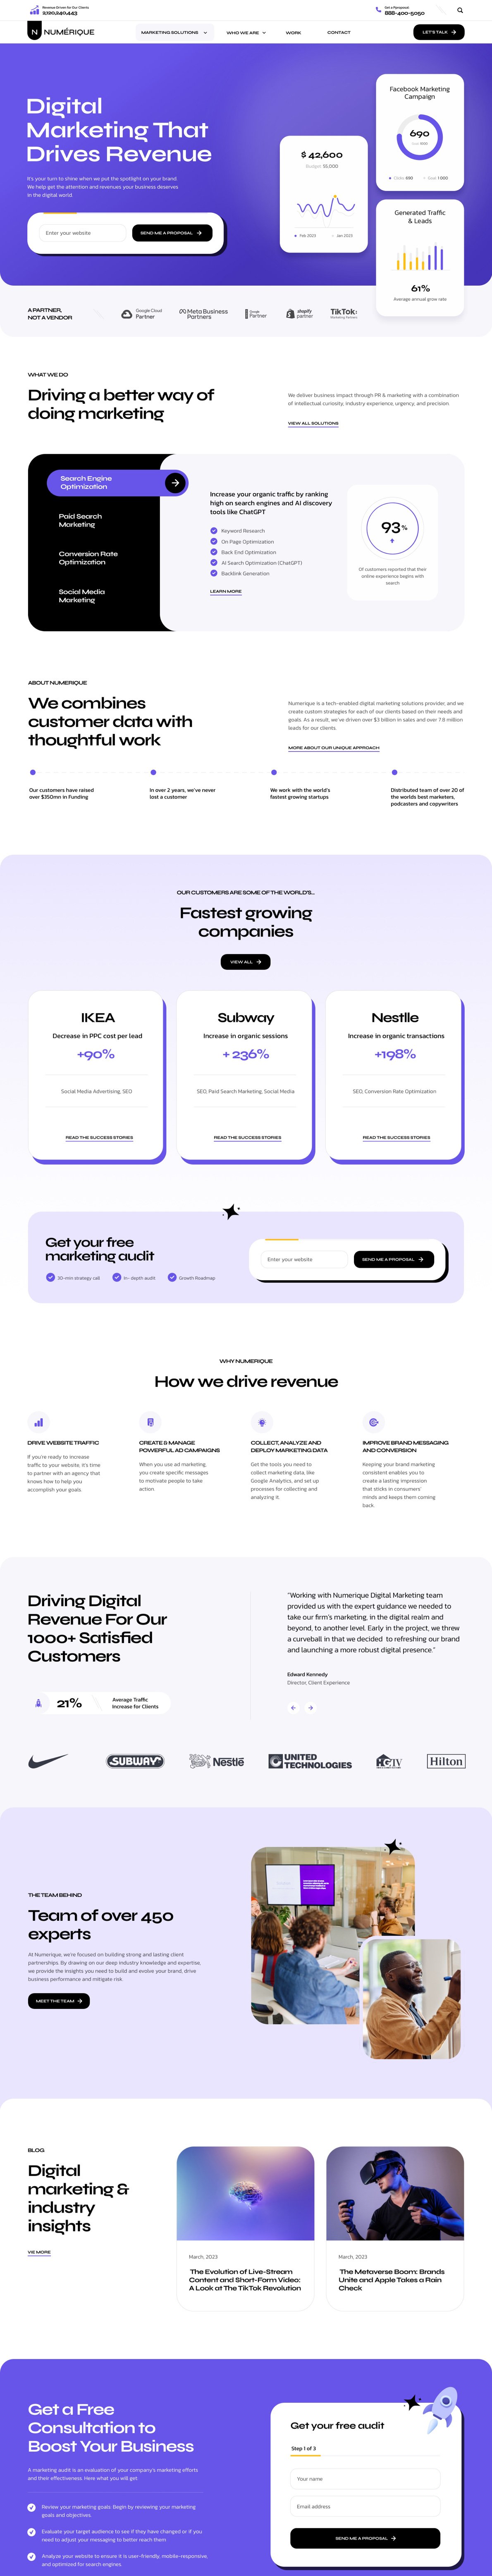 Revenue Driven for Our Clients
Get a Pproposal:
888-400-5050
N NUMÉRIQUE
MARKETING SOLUTIONS
WHO WE ARE
WORK
CONTACT
LET'S TALK
Digital
Marketing That
Drives Revenue
It's your turn to shine when we put the spotlight on your brand.
We help get the attention and revenues your business deserves
in the digital world.
Enter your website
SEND ME A PROPOSAL
$ 42,600
Budget: 55,000
Feb 2023
Jan 2023
Facebook Marketing
Campaign
690
Goal: 1000
Clicks: 690
Goal: 1 000
Generated Traffic
& Leads
61%
Average annual grow rate
A PARTNER,
NOT A VENDOR
Google Cloud
Partner
Meta Business
Partners
Google
Partner
shopify
partner
TikTok:
Marketing Partners
WHAT WE DO
Driving a better way of
doing marketing
We deliver business impact through PR & marketing with a combination
of intellectual curiosity, industry experience, urgency, and precision
VIEW ALL SOLUTIONS
Search Engine
Optimization
Paid Search
Marketing
Conversion Rate
Optimization
Social Media
Marketing
Increase your organic traffic by ranking
high on search engines and AI discovery
tools like ChatGPT
Keyword Research
On Page Optimization
Back End Optimization
AI Search Optimization (ChatGPT)
Backlink Generation
LEARN MORE
93%
Of customers reported that their
online experience begins with
search
ABOUT NUMERIQUE
We combines
customer data with
thoughtful work
Numerique is a tech-enabled digital marketing solutions provider, and we
create custom strategies for each of our clients based on their needs and
goals. As a result, we've driven over $3 billion in sales and over 7.8 million
leads for our clients.
MORE ABOUT OUR UNIQUE APPROACH
Our customers have raised
over $350mn in Funding
In over 2 years, we've never
lost a customer
We work with the world's
fastest growing startups
Distributed team of over 20 of
the worlds best marketers,
podcasters and copywriters
OUR CUSTOMERS ARE SOME OF THE WORLD'S...
Fastest growing
companies
VIEW ALL
IKEA
Decrease in PPC cost per lead
+90%
Social Media Advertising, SEO
READ THE SUCCESS STORIES
Subway
Increase in organic sessions
+ 236%
SEO, Paid Search Marketing, Social Media
READ THE SUCCESS STORIES
Nestlle
Increase in organic transactions
+198%
SEO, Conversion Rate Optimization
READ THE SUCCESS STORIES
Get your free
marketing audit
30-min strategy call
In- depth audit
Growth Roadmap
Enter your website
SEND ME A PROPOSAL
WHY NUMERIQUE
How we drive revenue
DRIVE WEBSITE TRAFFIC
If you're ready to increase
traffic to your website, it's time
to partner with an agency that
knows how to help you
accomplish your goals.
CREATE & MANAGE
POWERFUL AD CAMPAIGNS
When you use ad marketing,
you create specific messages
to motivate people to take
action.
COLLECT, ANALYZE AND
DEPLOY MARKETING DATA
Get the tools you need to
collect marketing data, like
Google Analytics, and set up
processes for collecting and
analyzing it.
IMPROVE BRAND MESSAGING
AND CONVERSION
Keeping your brand marketing
consistent enables you to
create a lasting impression
that sticks in consumers'
minds and keeps them coming
back.
Driving Digital
Revenue For Our
1000+ Satisfied
Customers
21%
Average Traffic
Increase for Clients
"Working with Numerique Digital Marketing team
provided us with the expert guidance we needed to
take our firm's marketing, in the digital realm and
beyond, to another level. Early in the project, we threw
a curveball in that we decided to refreshing our brand
and launching a more robust digital presence."
Edward Kennedy
Director, Client Experience
SUBWAY
Nestlé
UNITED
TECHNOLOGIES
HGTV
Hilton
THE TEAM BEHIND
Team of over 450
experts
At Numerique, we're focused on building strong and lasting client
partnerships. By drawing on our deep industry knowledge and expertise,
we provide the insights you need to build and evolve your brand, drive
business performance and mitigate risk.
MEET THE TEAM
BLOG
Digital
marketing &
industry
insights
VIE MORE
March, 2023
The Evolution of Live-Stream
Content and Short-Form Video:
A Look at The TikTok Revolution
March, 2023
The Metaverse Boom: Brands
Unite and Apple Takes a Rain
Check
Get a Free
Consultation to
Boost Your Business
A marketing audit is an evaluation of your company's marketing efforts
and their effectiveness. Here what you will get:
Review your marketing goals: Begin by reviewing your marketing
goals and objectives.
Evaluate your target audience to see if they have changed or if you
need to adjust your messaging to better reach them
Analyze your website to ensure it is user-friendly, mobile-responsive,
and optimized for search engines.
Get your free audit
Step 1 of 3
Your name
Email address
SEND ME A PROPOSAL